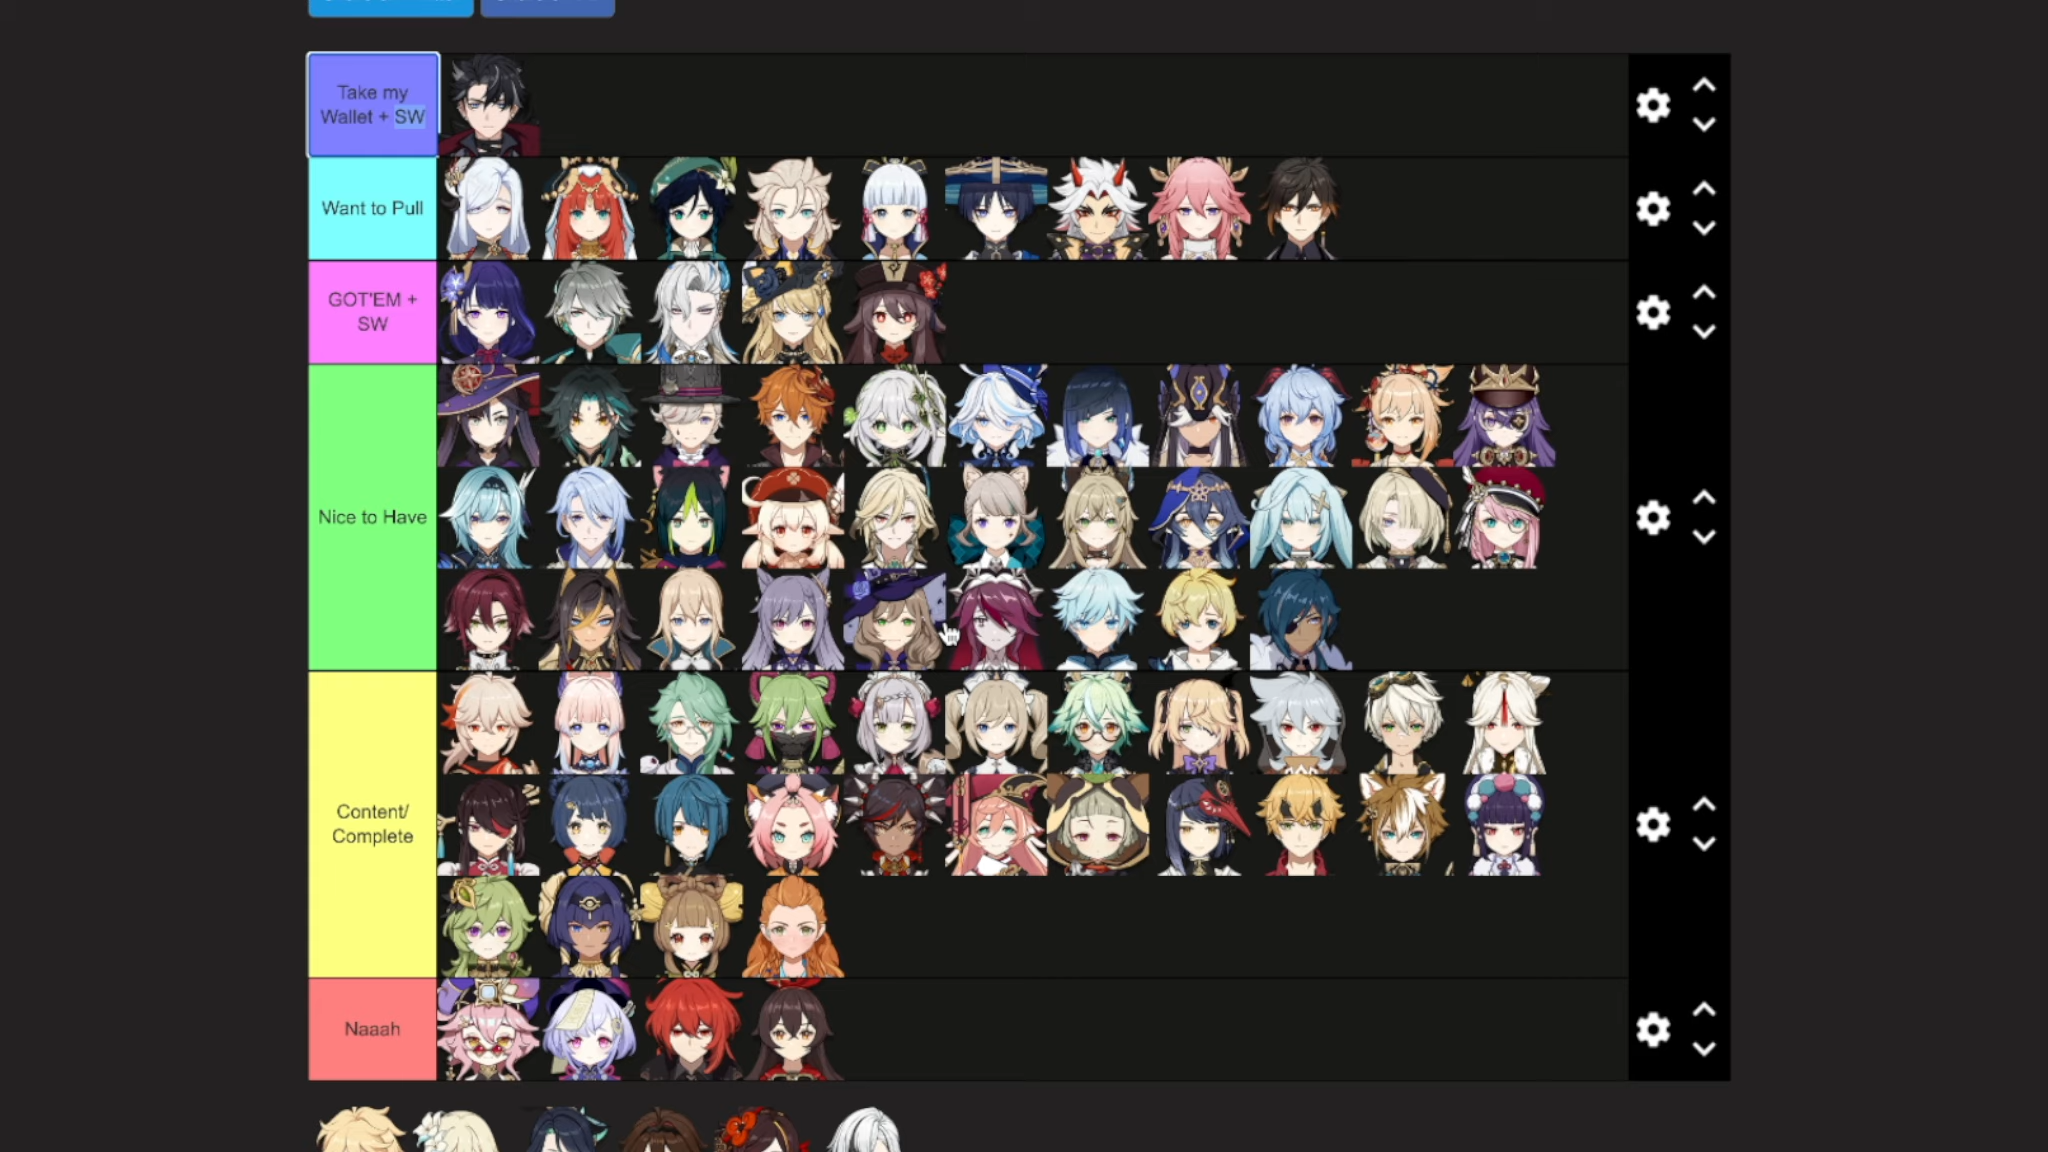 Take my
Wallet + SW
Want to Pull
GOT'EM +
SW
Nice to Have
Content/
Complete
Naaah